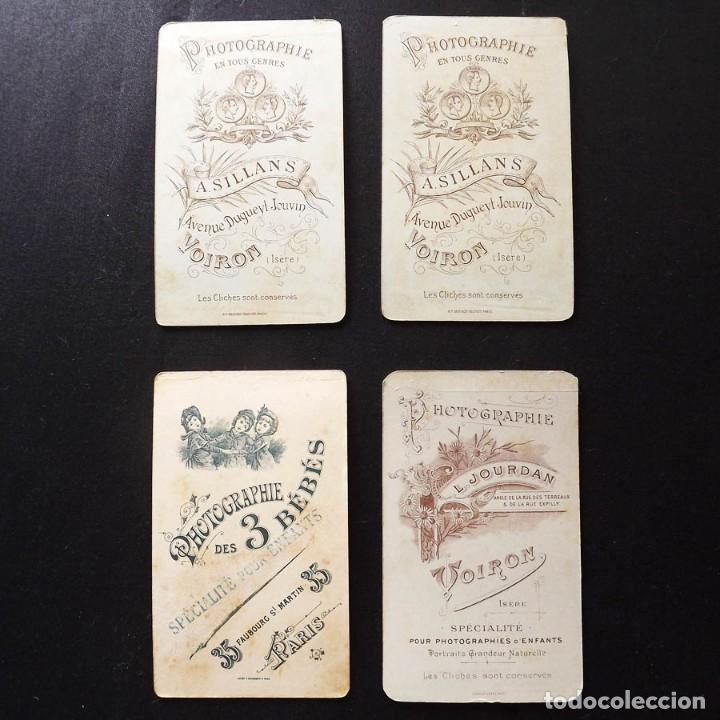 PHOTOGRAPHIE
EN TOUS GENRES
A. SILLANS
Avenue Dugueyt-Jouvin
VOIRON (Isère)
Les Clichés sont conservés
PHOTOGRAPHIE
EN TOUS GENRES
A. SILLANS
Avenue Dugueyt-Jouvin
VOIRON (Isère)
Les Clichés sont conservés
PHOTOGRAPHIE
DES 3 BÉBÉS
SPÉCIALITÉ POUR ENFANTS
35 FAUBOURG ST MARTIN 35
PARIS
PHOTOGRAPHIE
L. JOURDAN
ANGLE DE LA RUE DES TERREAUX
& DE LA RUE EXPILLY
VOIRON
ISÈRE
SPÉCIALITÉ
POUR PHOTOGRAPHIES D'ENFANTS
Portraits Grandeur Naturelle
Les Clichés sont conservés
todocoleccion.net